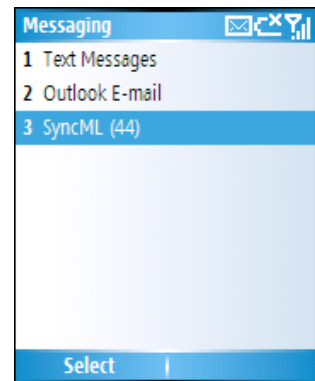 Messaging
1 Text Messages
2 Outlook E-mail
3 SyncML (44)
Select